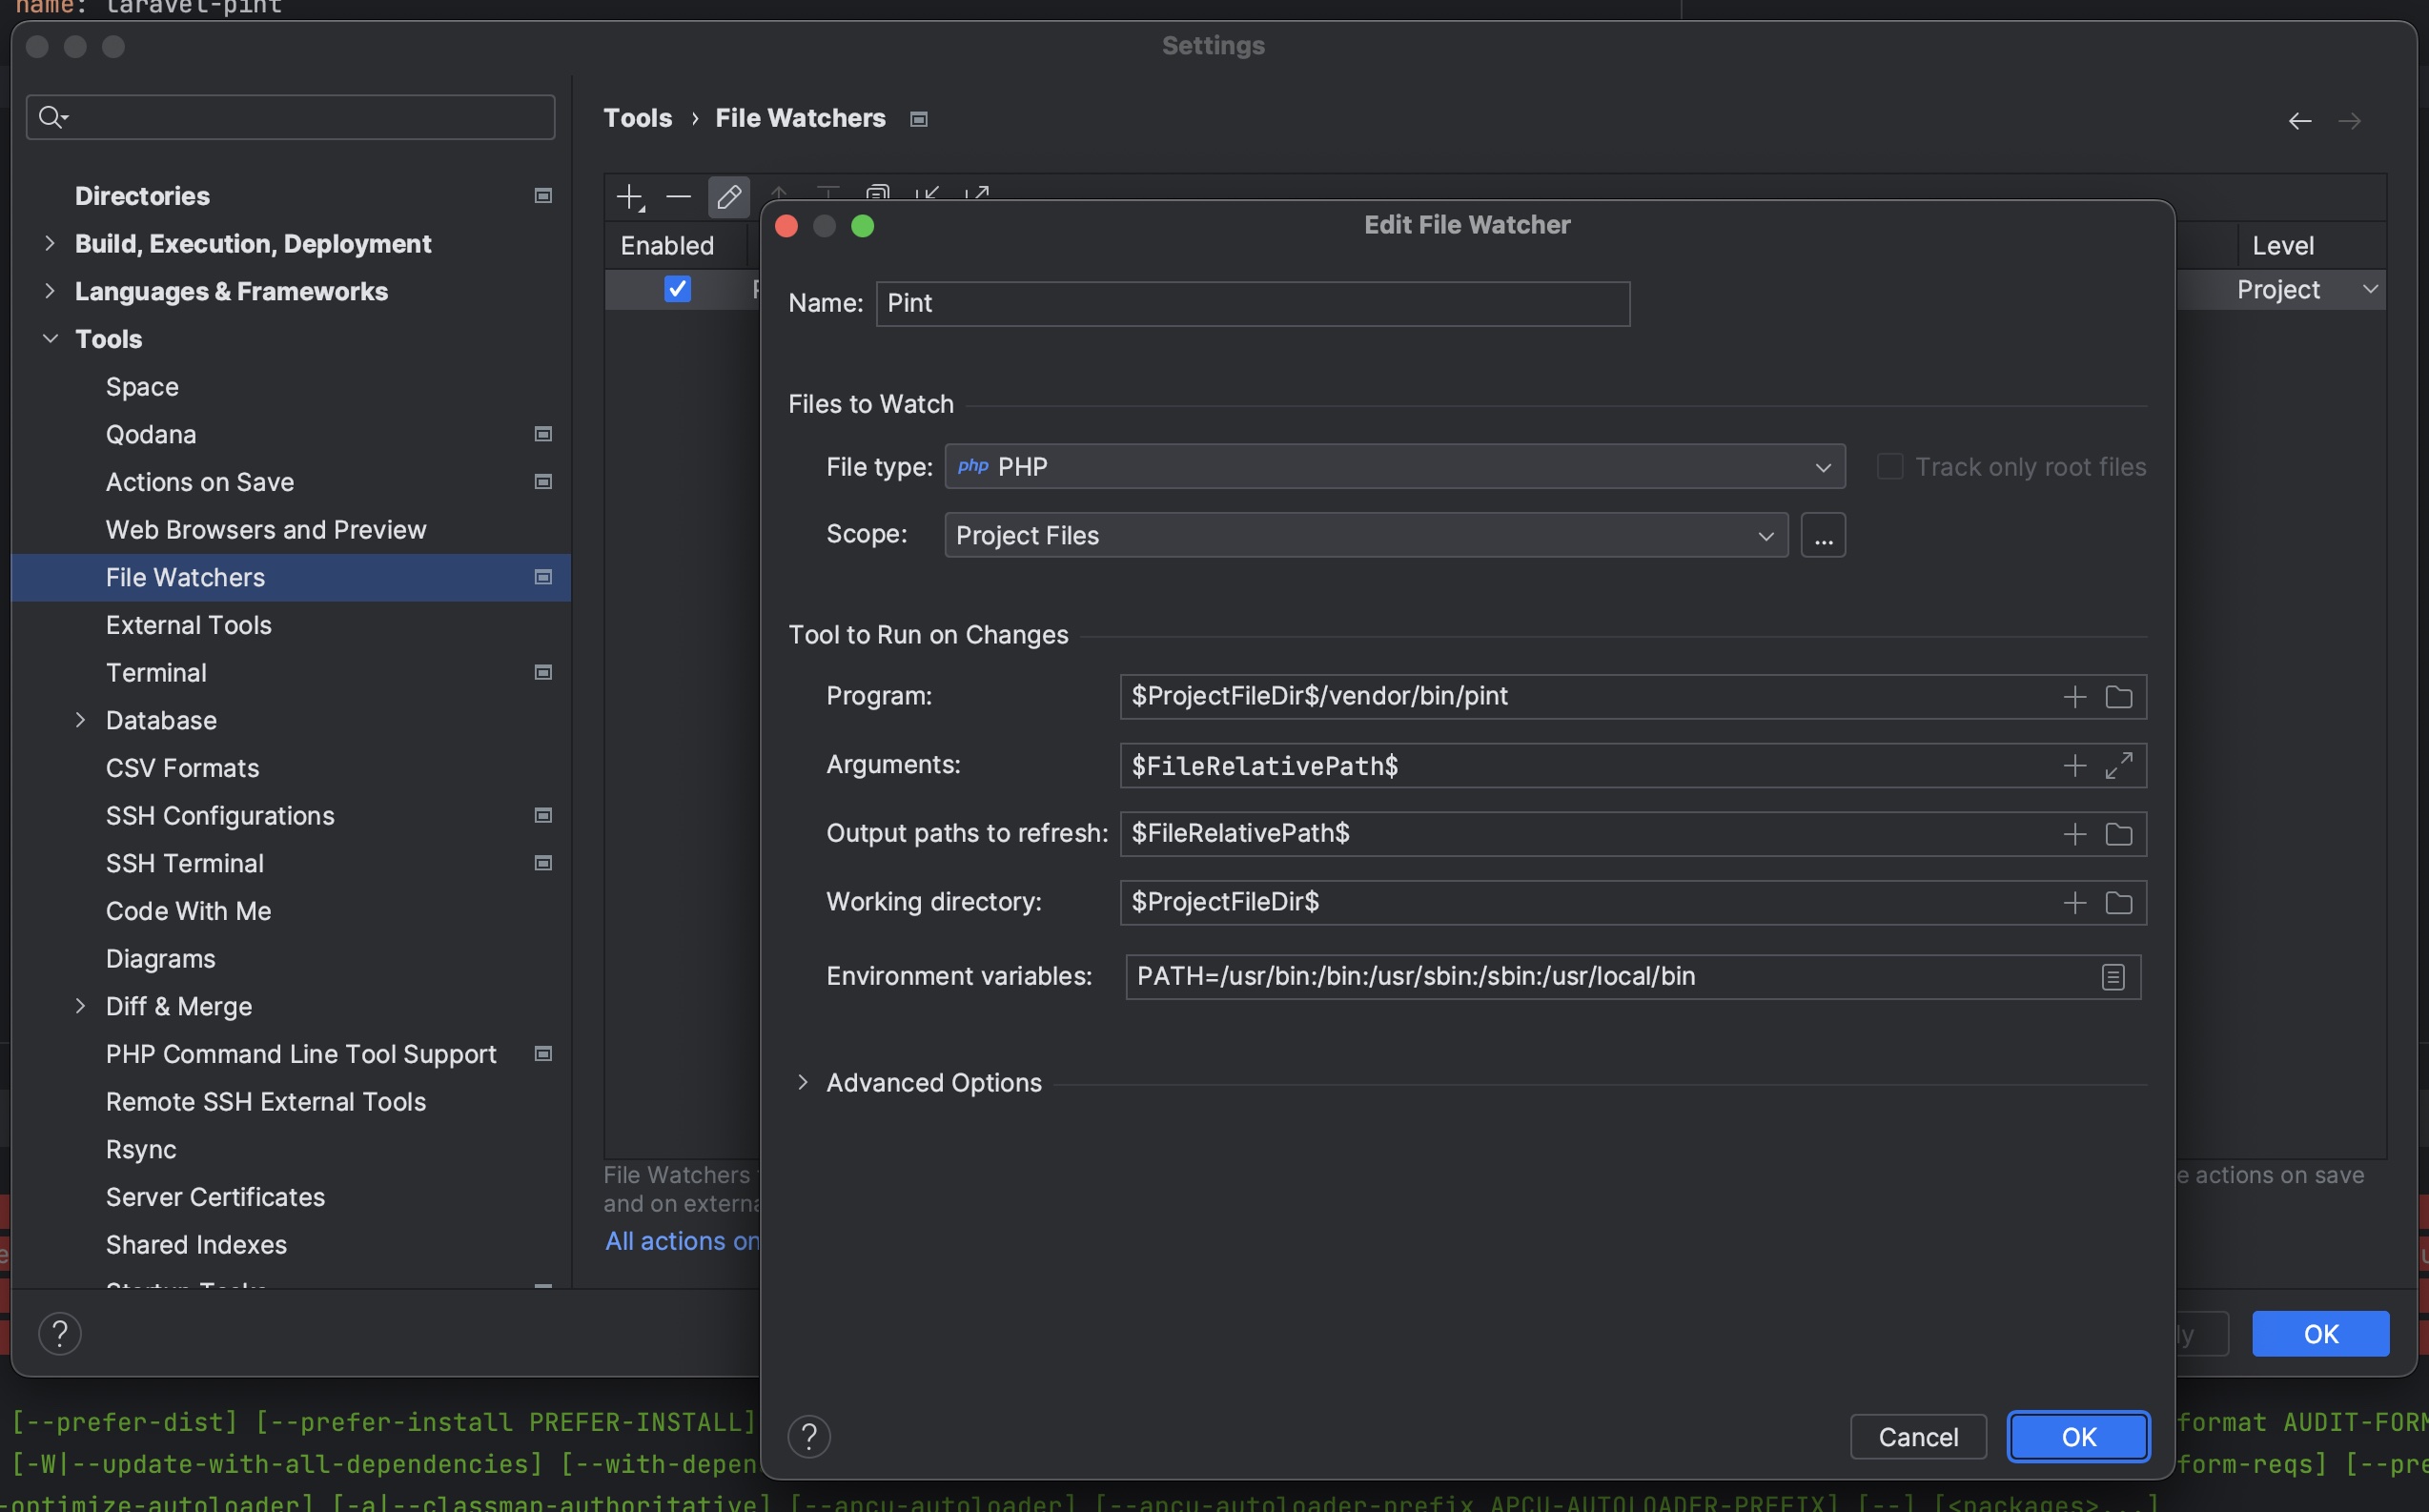 name: laravel-pint
Settings
Tools › File Watchers
Directories
Build, Execution, Deployment
Languages & Frameworks
Tools
Space
Qodana
Actions on Save
Web Browsers and Preview
File Watchers
External Tools
Terminal
Database
CSV Formats
SSH Configurations
SSH Terminal
Code With Me
Diagrams
Diff & Merge
PHP Command Line Tool Support
Remote SSH External Tools
Rsync
Server Certificates
Shared Indexes
Startup Tasks
Enabled
Level
Project
Edit File Watcher
Name: Pint
Files to Watch
File type: php PHP
Track only root files
Scope: Project Files ...
Tool to Run on Changes
Program: $ProjectFileDir$/vendor/bin/pint
Arguments: $FileRelativePath$
Output paths to refresh: $FileRelativePath$
Working directory: $ProjectFileDir$
Environment variables: PATH=/usr/bin:/bin:/usr/sbin:/sbin:/usr/local/bin
Advanced Options
File Watchers
actions on save
and on
All actions on
? OK
? Cancel OK
[--prefer-dist] [--prefer-install PREFER-INSTALL] format AUDIT-FORM
[-W|--update-with-all-dependencies] [--with-depen form-reqs] [--pre
-optimize-autoloader] [-a|--classmap-authoritative] [--apcu-autoloader] [--apcu-autoloader-prefix APCU-AUTOLOADER-PREFIX] [--] [<packages>...]